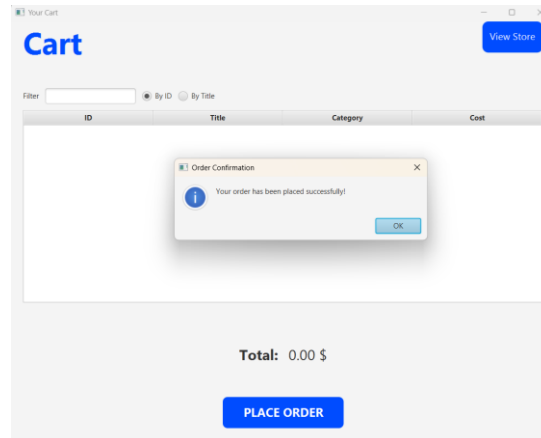 Your Cart
Cart
View Store
Filter
By ID
By Title
ID Title Category Cost
Order Confirmation
Your order has been placed successfully!
OK
Total: 0.00 $
PLACE ORDER